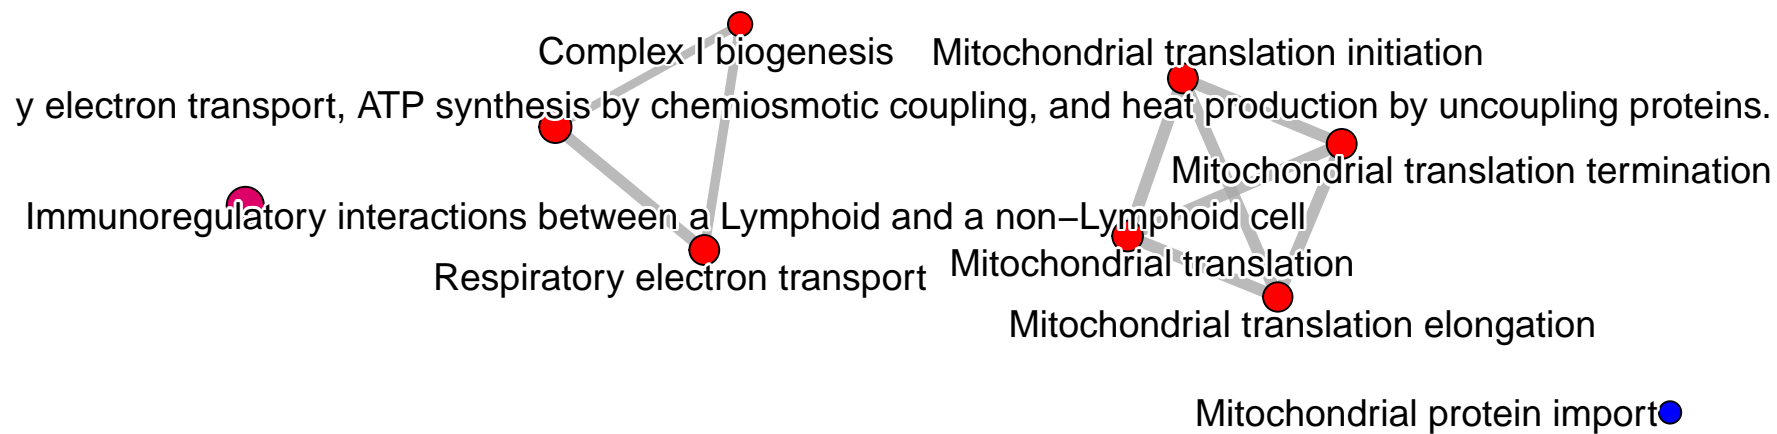 Complex I biogenesis
Mitochondrial translation initiation
y electron transport, ATP synthesis by chemiosmotic coupling, and heat production by uncoupling proteins.
Mitochondrial translation termination
Immunoregulatory interactions between a Lymphoid and a non−Lymphoid cell
Respiratory electron transport
Mitochondrial translation
Mitochondrial translation elongation
Mitochondrial protein import